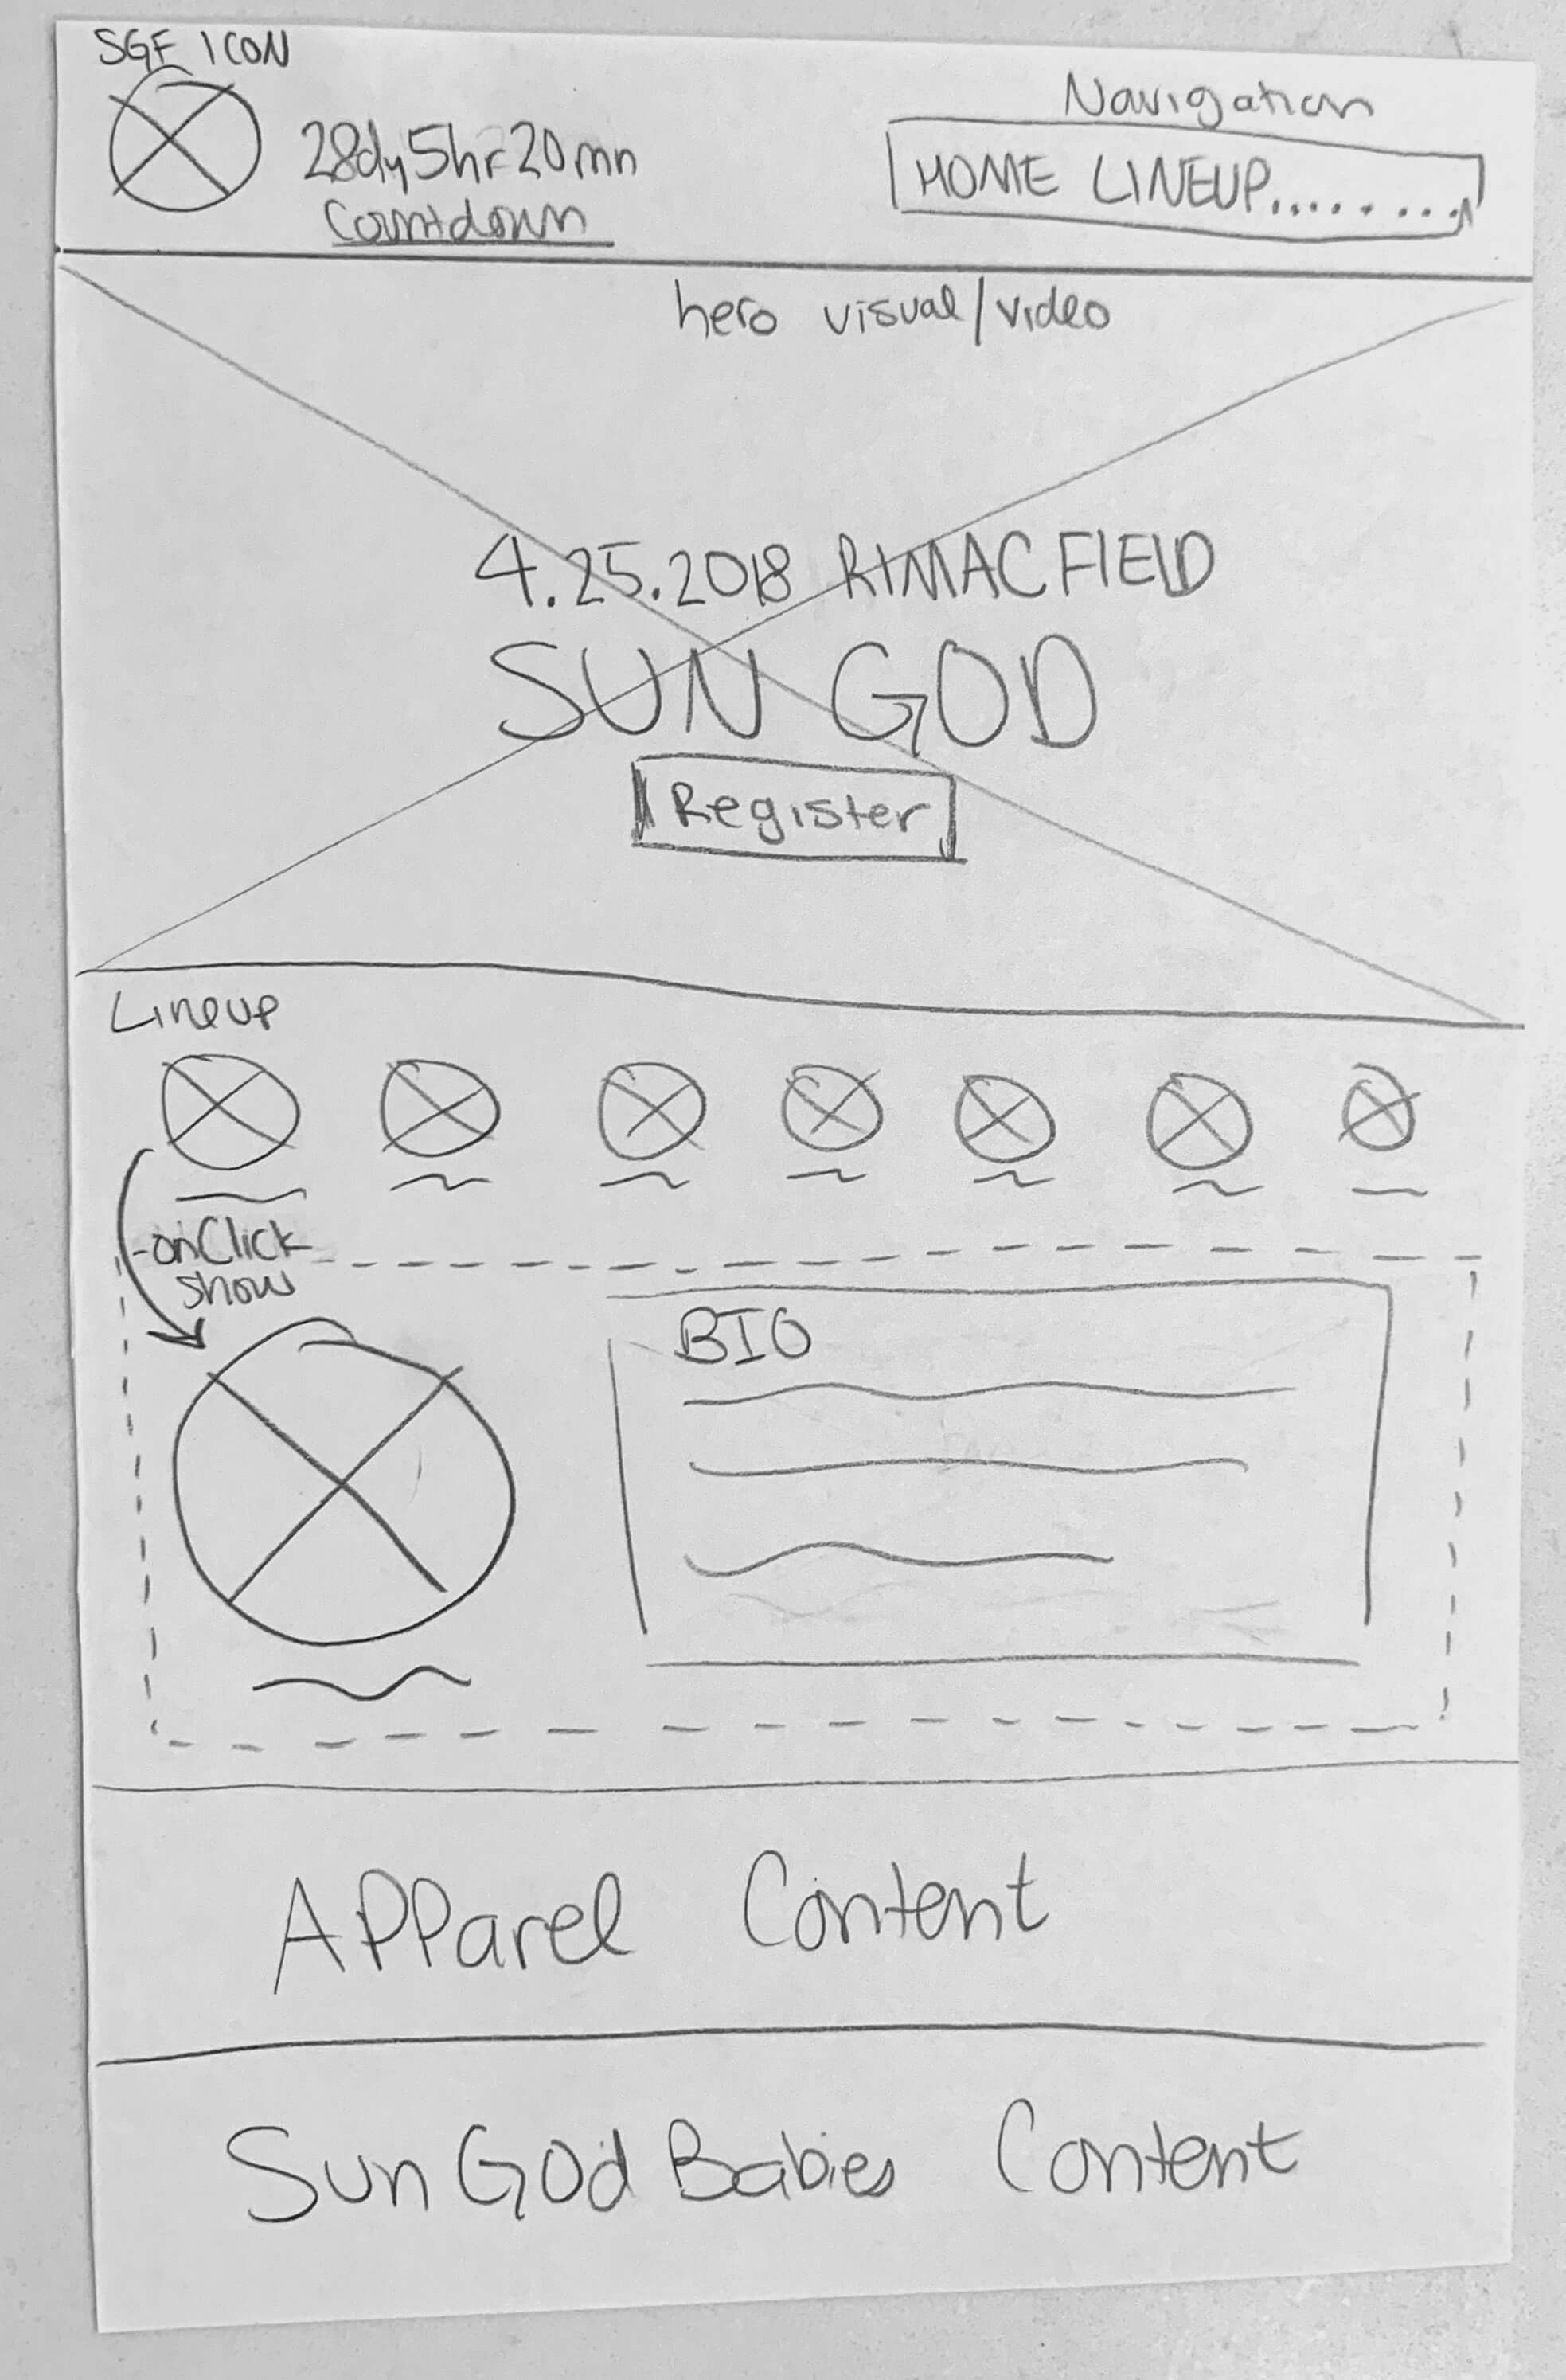 SGF ICON
28dy 5hr 20mn
Countdown
Navigation
HOME LINEUP........
hero visual/video
4.25.2018 RIMAC FIELD
SUN GOD
Register
Lineup
onClick
show
BIO
Apparel Content
Sun God Babies Content